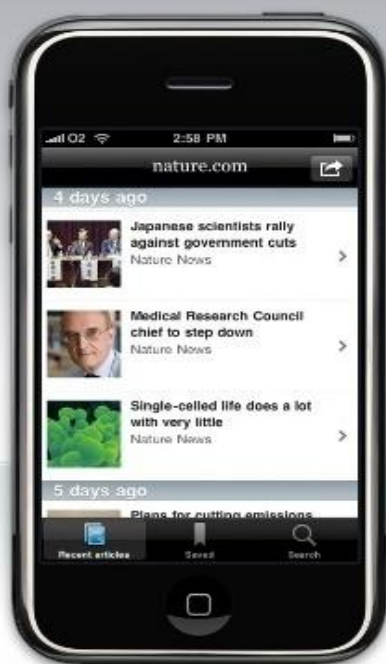 O2 2:58 PM
nature.com
4 days ago
Japanese scientists rally
against government cuts
Nature News
Medical Research Council
chief to step down
Nature News
Single-celled life does a lot
with very little
Nature News
5 days ago
Plans for cutting emissions
Recent articles Saved Search